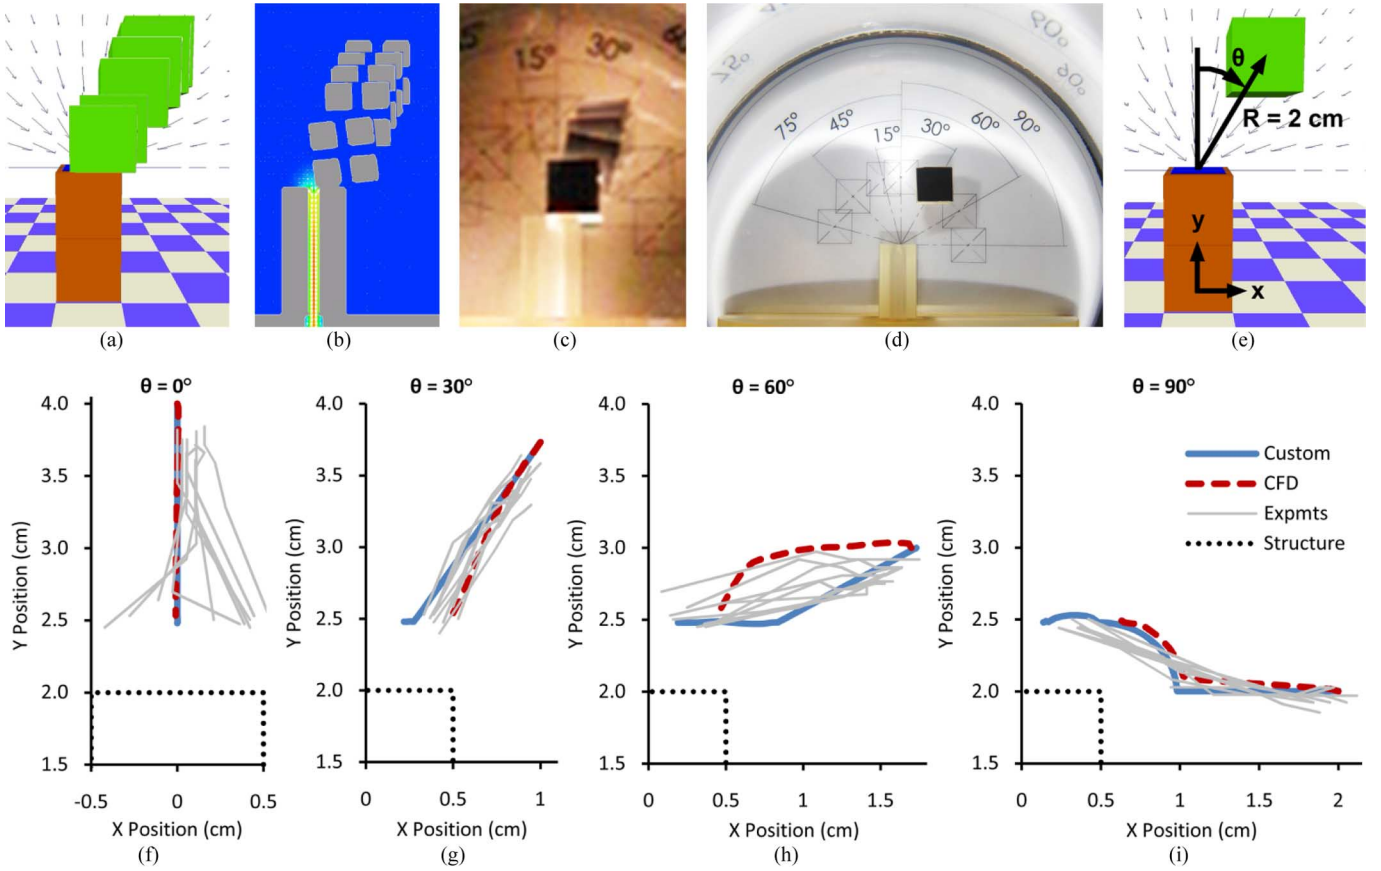 15° 30° 60
75° 60° 90°
75° 45° 15° 30° 60° 90°
θ
R = 2 cm
y
x
(a) (b) (c) (d) (e)
θ = 0°
4.0
3.5
3.0
2.5
2.0
1.5
Y Position (cm)
-0.5 0 0.5
X Position (cm)
(f)
θ = 30°
4.0
3.5
3.0
2.5
2.0
1.5
Y Position (cm)
0 0.5 1
X Position (cm)
(g)
θ = 60°
4.0
3.5
3.0
2.5
2.0
1.5
Y Position (cm)
0 0.5 1 1.5
X Position (cm)
(h)
θ = 90°
4.0
3.5
3.0
2.5
2.0
1.5
Y Position (cm)
0 0.5 1 1.5 2
X Position (cm)
Custom
CFD
Expmts
Structure
(i)